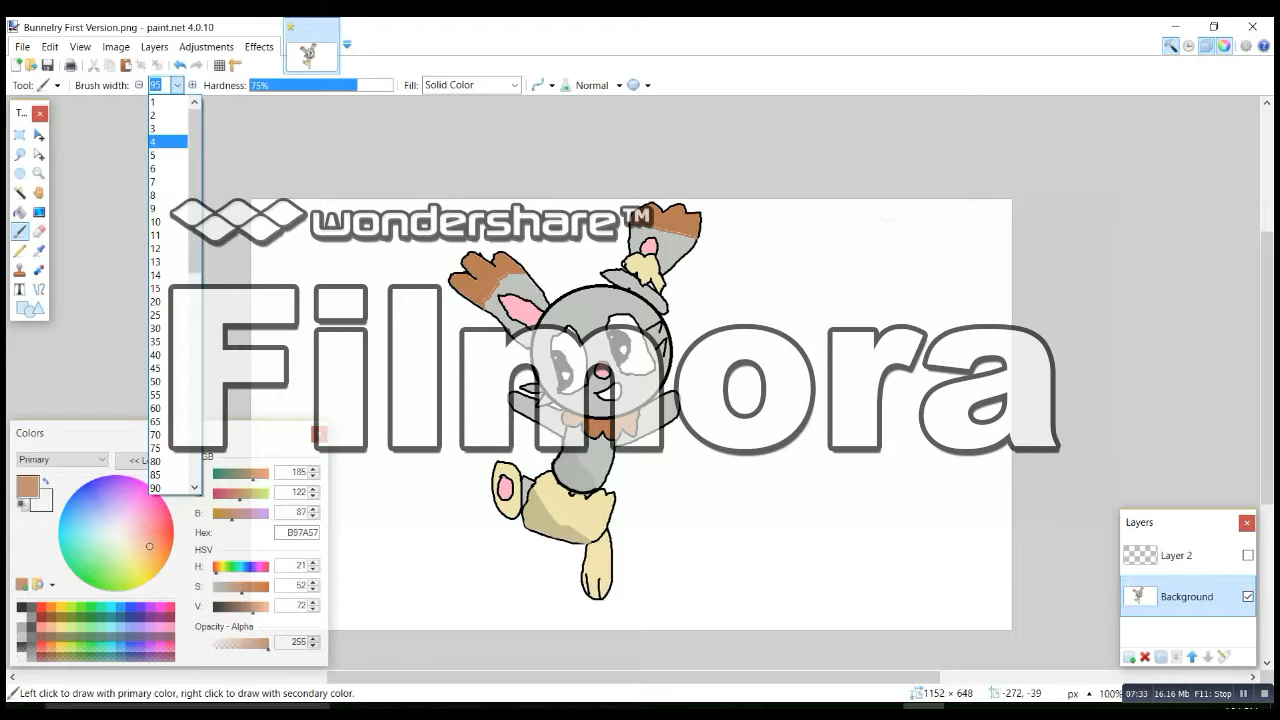 Bunnelry First Version.png - paint.net 4.0.10
File Edit View Image Layers Adjustments Effects
Tool: Brush width: 95 Hardness: 75% Fill: Solid Color Normal
T...
1
2
3
4
5
6
7
8
9
10
11
12
13
14
15
20
25
30
35
40
45
50
55
60
65
70
75
80
85
90
wondershare™
Filmora
Colors
Primary
<<
185
122
B: 87
Hex: B97A57
HSV
H: 21
S: 52
V: 72
Opacity - Alpha
255
Layers
Layer 2
Background
Left click to draw with primary color, right click to draw with secondary color.
1152 × 648 -272, -39 px 100%
07:33 16.16 Mb F11: Stop